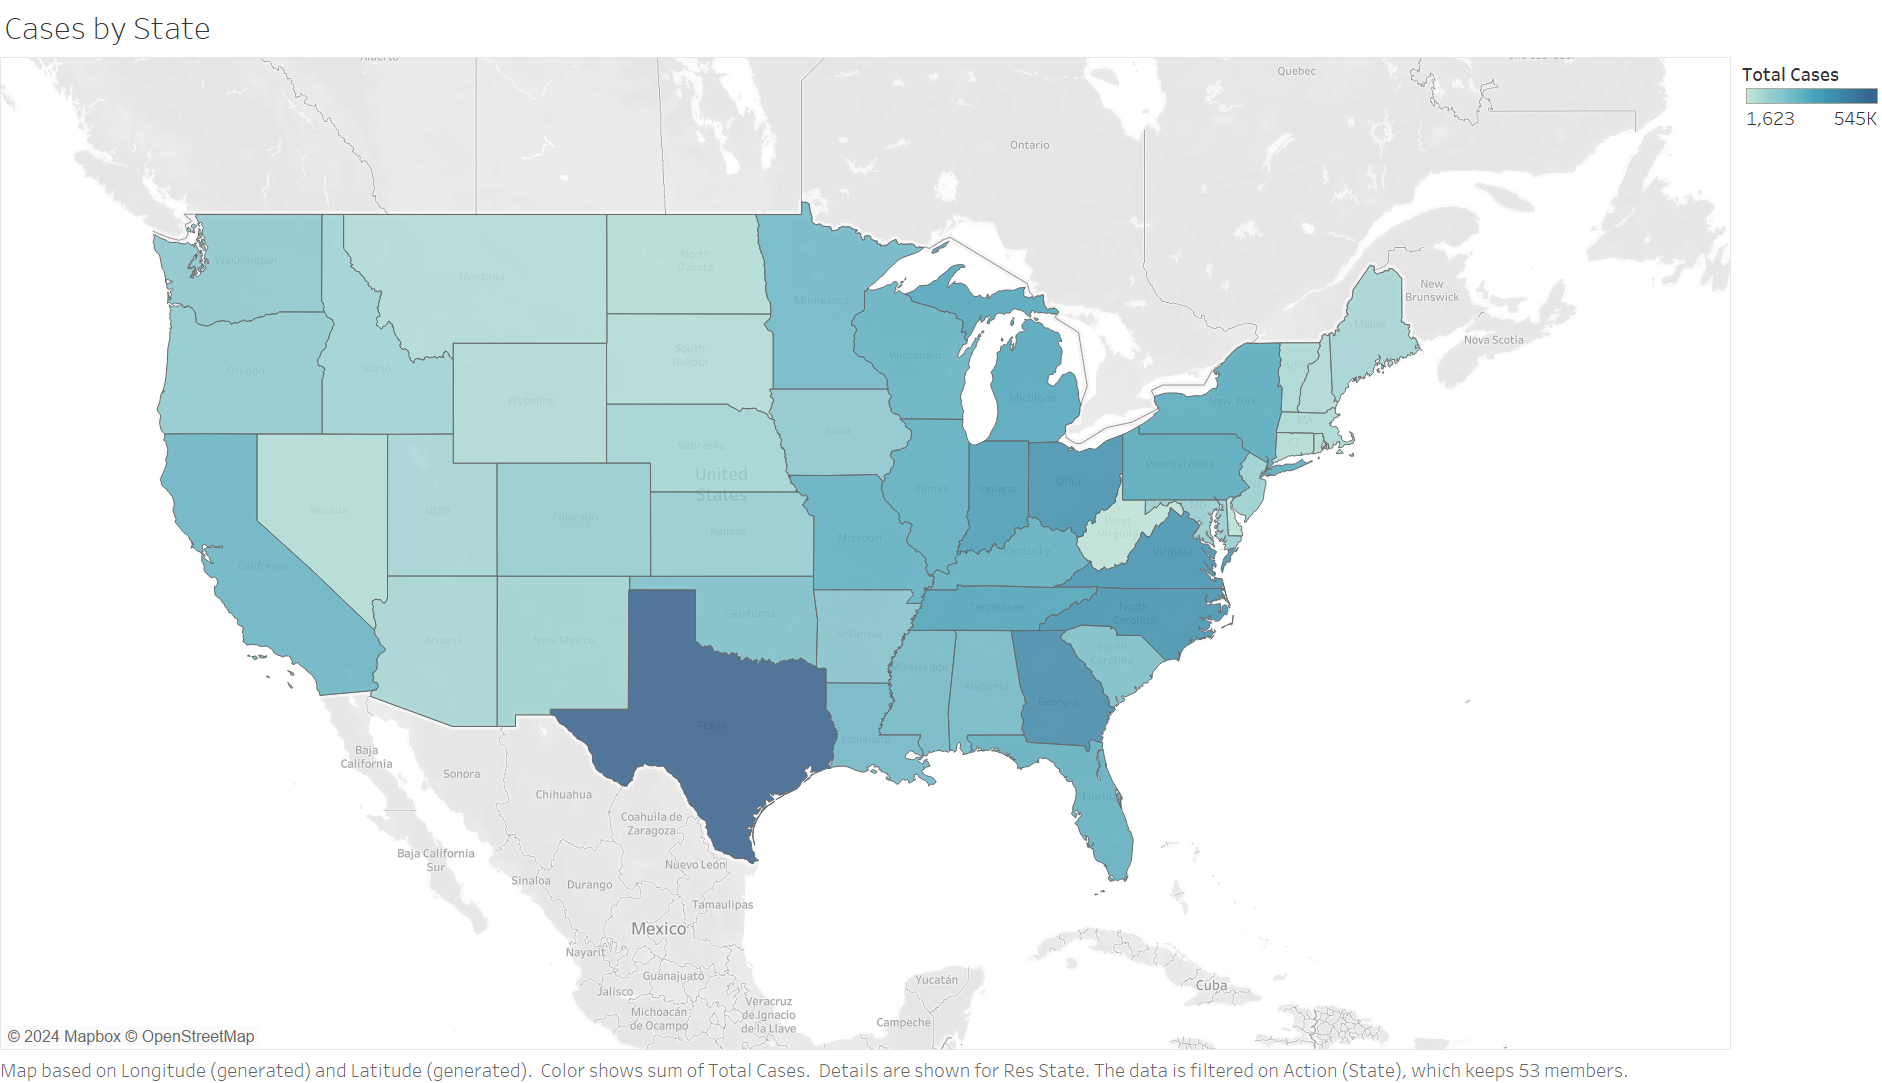 Cases by State
Alberta
Quebec
Total Cases
1,623 545K
Ontario
Washington
North
Dakota
Montana
New
Brunswick
Minnesota
Maine
Nova Scotia
South
Dakota
Wisconsin
VT
Oregon
Idaho
Wyoming
Michigan
New York
MA
Iowa
CT
Nebraska
Pennsylvania
United
States
Illinois
Indiana
Ohio
Nevada
Utah
Colorado
MD
Kansas
West
Virginia
Missouri
Kentucky
Virginia
California
Oklahoma
Tennessee
North
Carolina
Arizona
New Mexico
Arkansas
South
Carolina
Mississippi
Alabama
Georgia
Texas
Louisiana
Baja
California
Sonora
Chihuahua
Florida
Coahuila de
Zaragoza
Baja California
Sur
Nuevo León
Sinaloa
Durango
Tamaulipas
Mexico
Nayarit
Guanajuato
Yucatán
Cuba
Jalisco
Veracruz
de Ignacio
de la Llave
Michoacán
de Ocampo
Campeche
© 2024 Mapbox © OpenStreetMap
Map based on Longitude (generated) and Latitude (generated).  Color shows sum of Total Cases.  Details are shown for Res State. The data is filtered on Action (State), which keeps 53 members.